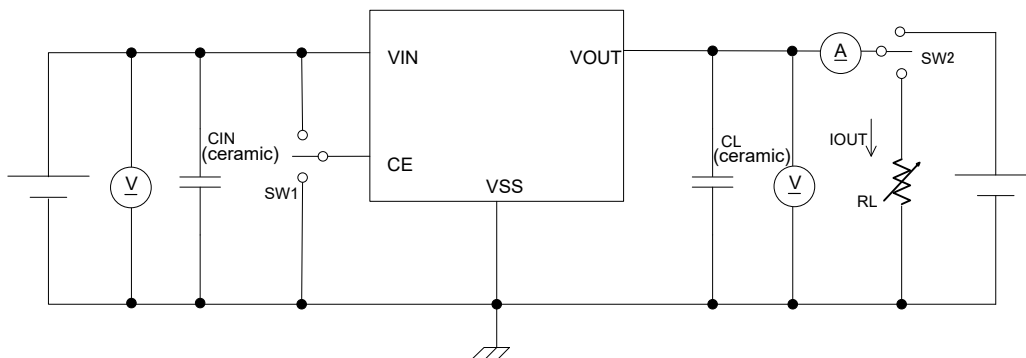 VIN
VOUT
A
SW2
CIN
(ceramic)
CE
SW1
V
VSS
CL
(ceramic)
V
IOUT
RL